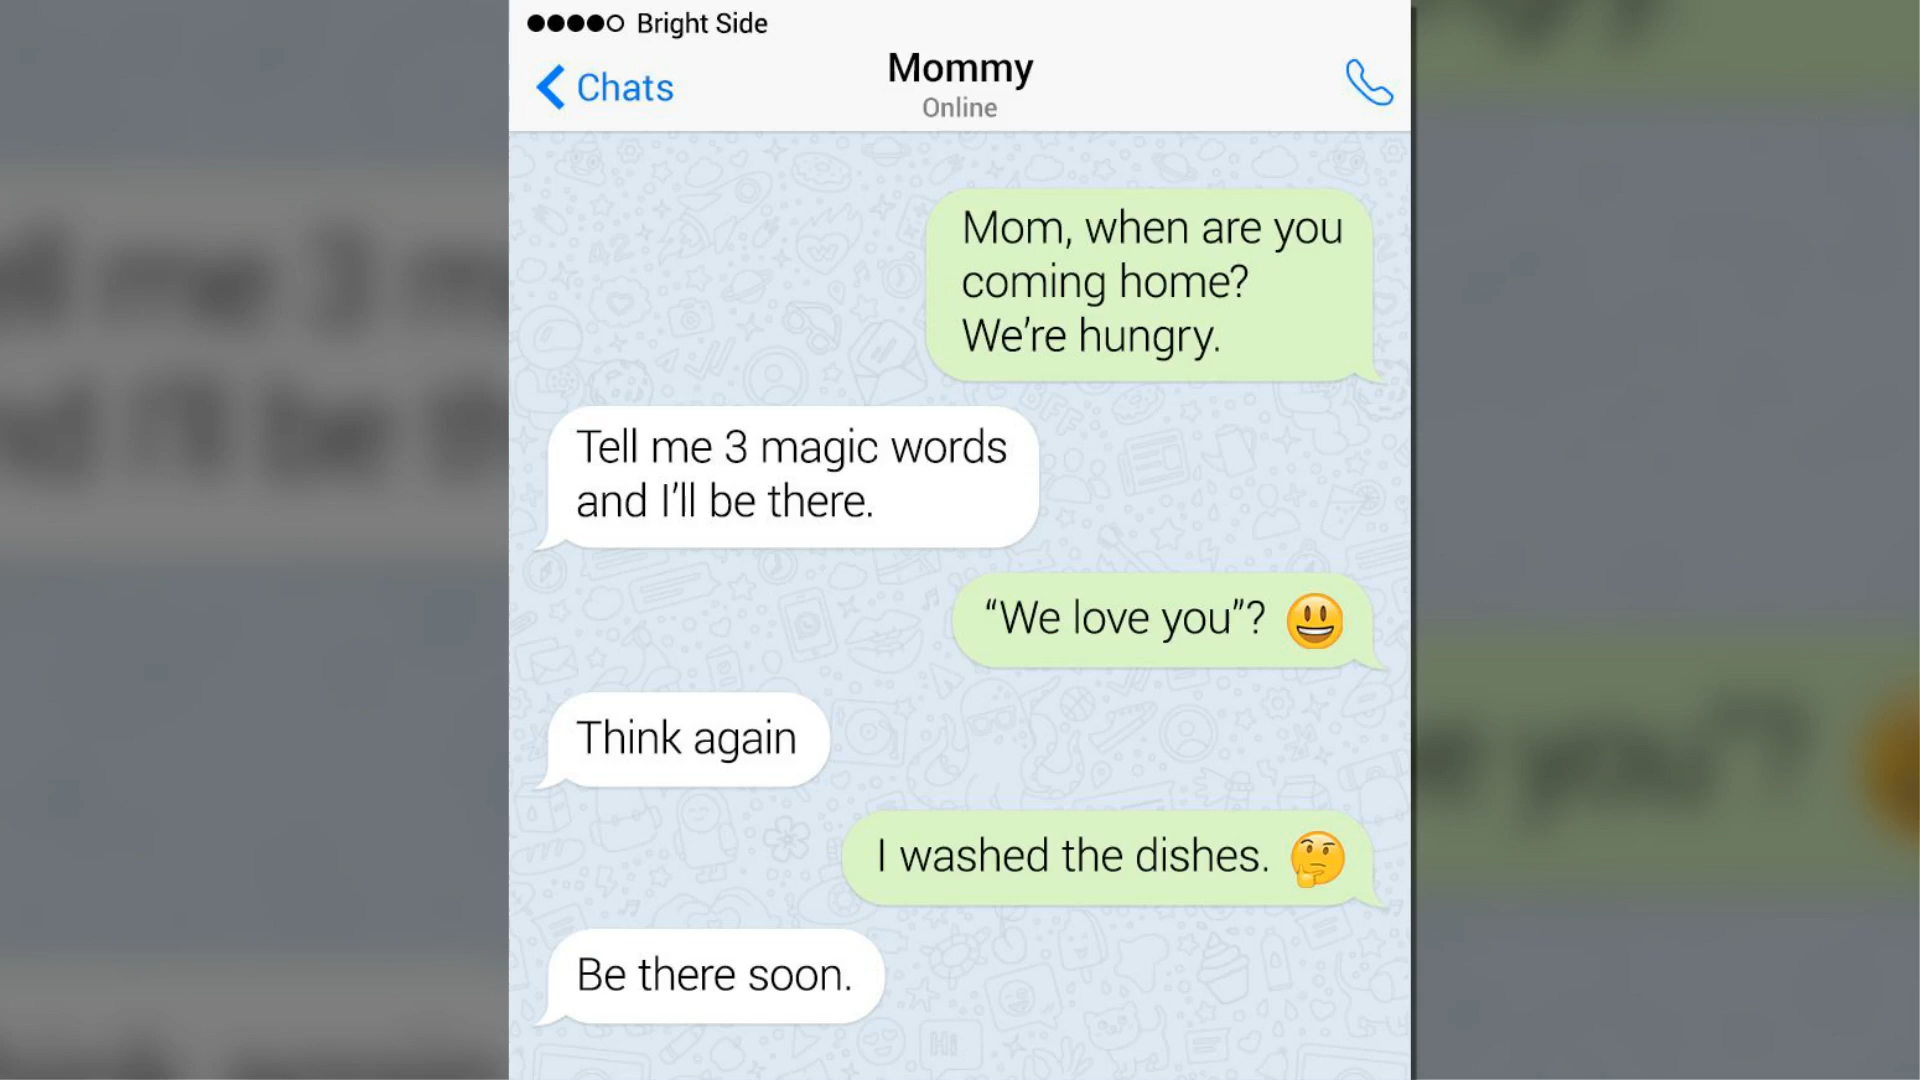 Bright Side
Chats
Mommy
Online
Mom, when are you
coming home?
We’re hungry.
Tell me 3 magic words
and I’ll be there.
“We love you”? 😃
Think again
I washed the dishes. 🤔
Be there soon.